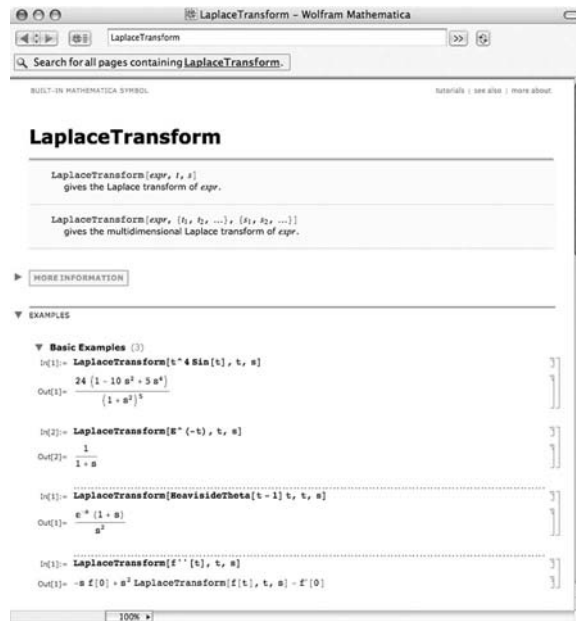 LaplaceTransform – Wolfram Mathematica
LaplaceTransform
>>
Search for all pages containing LaplaceTransform.
BUILT-IN MATHEMATICA SYMBOL tutorials | see also | more about
LaplaceTransform
LaplaceTransform[expr, t, s]
gives the Laplace transform of expr.
LaplaceTransform[expr, {t₁, t₂, ...}, {s₁, s₂, ...}]
gives the multidimensional Laplace transform of expr.
MORE INFORMATION
EXAMPLES
Basic Examples (3)
In[1]:= LaplaceTransform[t^4 Sin[t], t, s]
24 (1 - 10 s² + 5 s⁴)
Out[1]=
(1 + s²)⁵
In[2]:= LaplaceTransform[E^(-t), t, s]
1
Out[2]=
1 + s
In[1]:= LaplaceTransform[HeavisideTheta[t - 1] t, t, s]
e⁻ˢ (1 + s)
Out[1]=
s²
In[1]:= LaplaceTransform[f''[t], t, s]
Out[1]= -s f[0] + s² LaplaceTransform[f[t], t, s] - f'[0]
100%